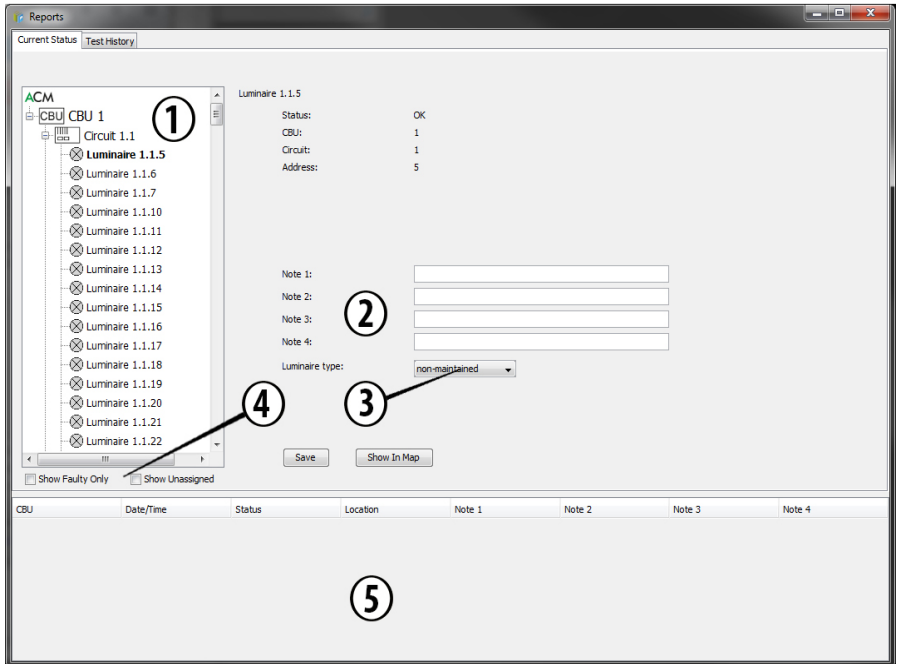 Reports
Current Status Test History
ACM
CBU CBU 1
Circuit 1.1
Luminaire 1.1.5
Luminaire 1.1.6
Luminaire 1.1.7
Luminaire 1.1.10
Luminaire 1.1.11
Luminaire 1.1.12
Luminaire 1.1.13
Luminaire 1.1.14
Luminaire 1.1.15
Luminaire 1.1.16
Luminaire 1.1.17
Luminaire 1.1.18
Luminaire 1.1.19
Luminaire 1.1.20
Luminaire 1.1.21
Luminaire 1.1.22
1
Show Faulty Only Show Unassigned
4
Luminaire 1.1.5
Status: OK
CBU: 1
Circuit: 1
Address: 5
Note 1:
Note 2:
Note 3:
Note 4:
2
Luminaire type: non-maintained
3
Save Show In Map
CBU Date/Time Status Location Note 1 Note 2 Note 3 Note 4
5